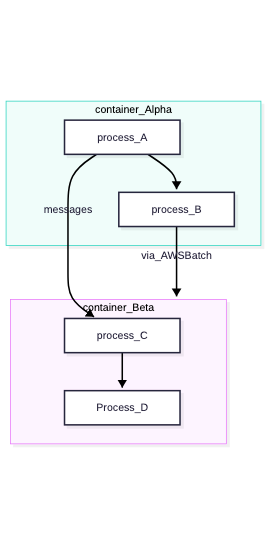 container_Alpha
process_A
messages
process_B
via_AWSBatch
container_Beta
process_C
Process_D